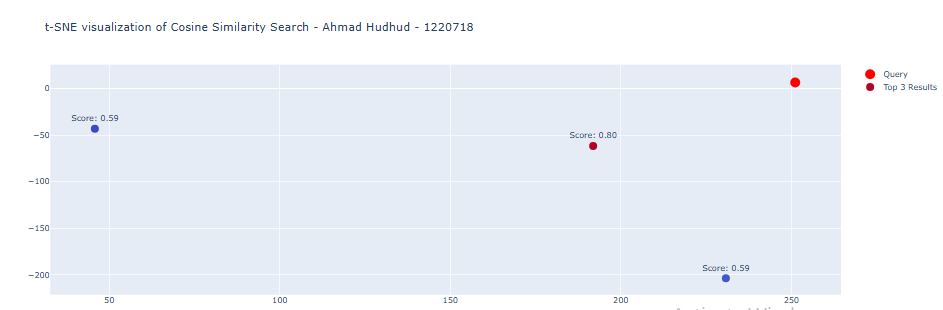 t-SNE visualization of Cosine Similarity Search - Ahmad Hudhud - 1220718
Query
Top 3 Results
0
Score: 0.59
−50
Score: 0.80
−100
−150
Score: 0.59
−200
50
100
150
200
250